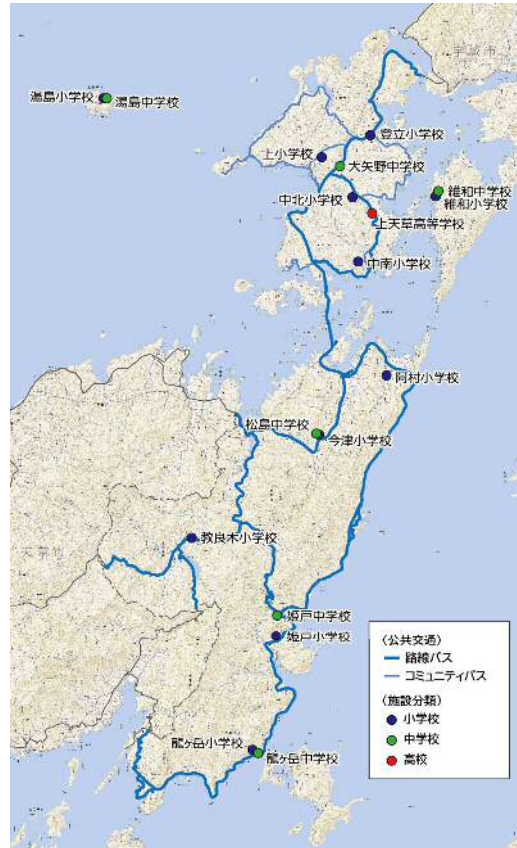 宇城市
湯島小学校
湯島中学校
登立小学校
上小学校
大矢野中学校
維和中学校
中北小学校
維和小学校
上天草高等学校
中南小学校
阿村小学校
松島中学校
今津小学校
教良木小学校
天草市
姫戸中学校
姫戸小学校
龍ヶ岳小学校
龍ヶ岳中学校
(公共交通)
路線バス
コミュニティバス
(施設分類)
小学校
中学校
高校